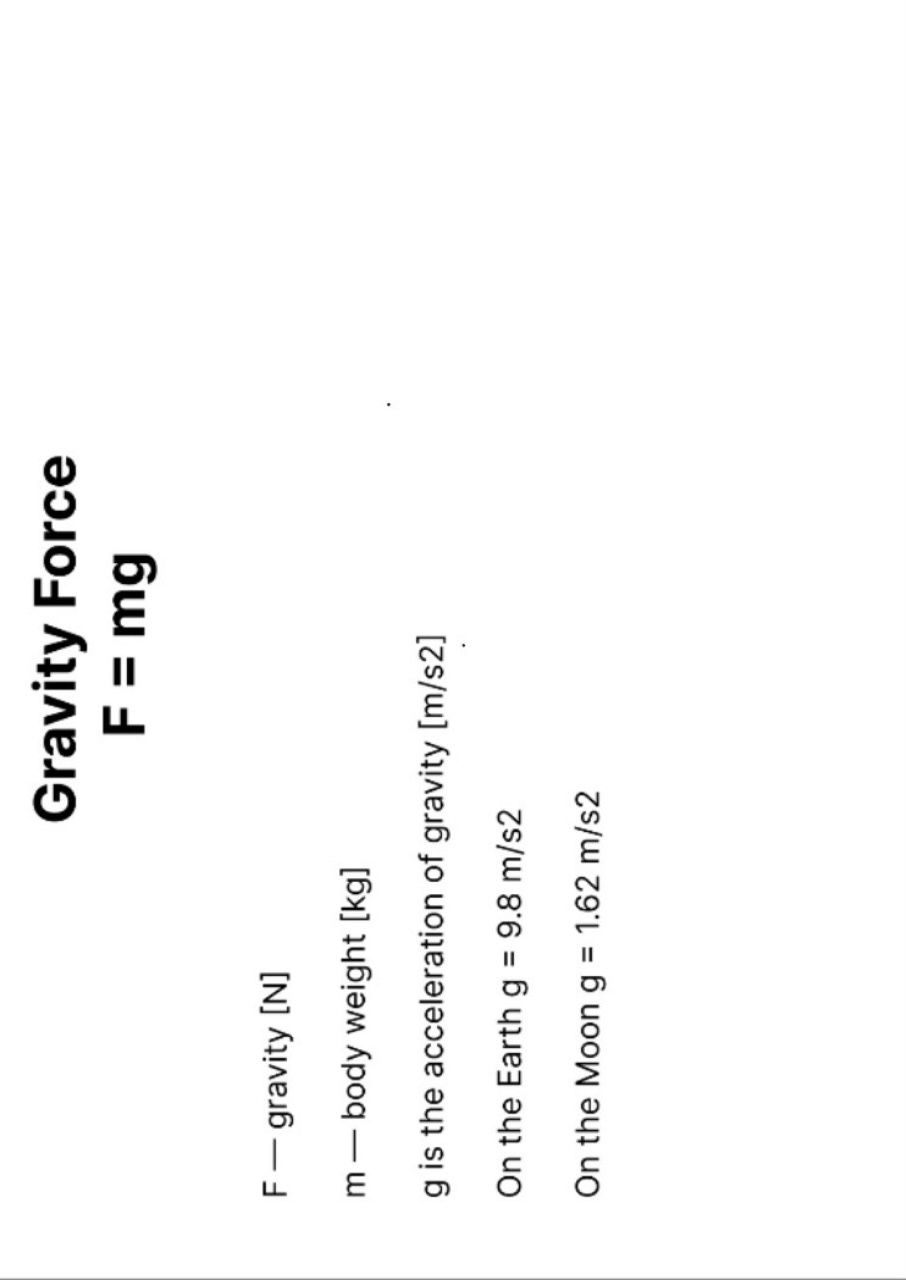 Gravity Force
F = mg
F — gravity [N]
m — body weight [kg]
g is the acceleration of gravity [m/s2]
On the Earth g = 9.8 m/s2
On the Moon g = 1.62 m/s2